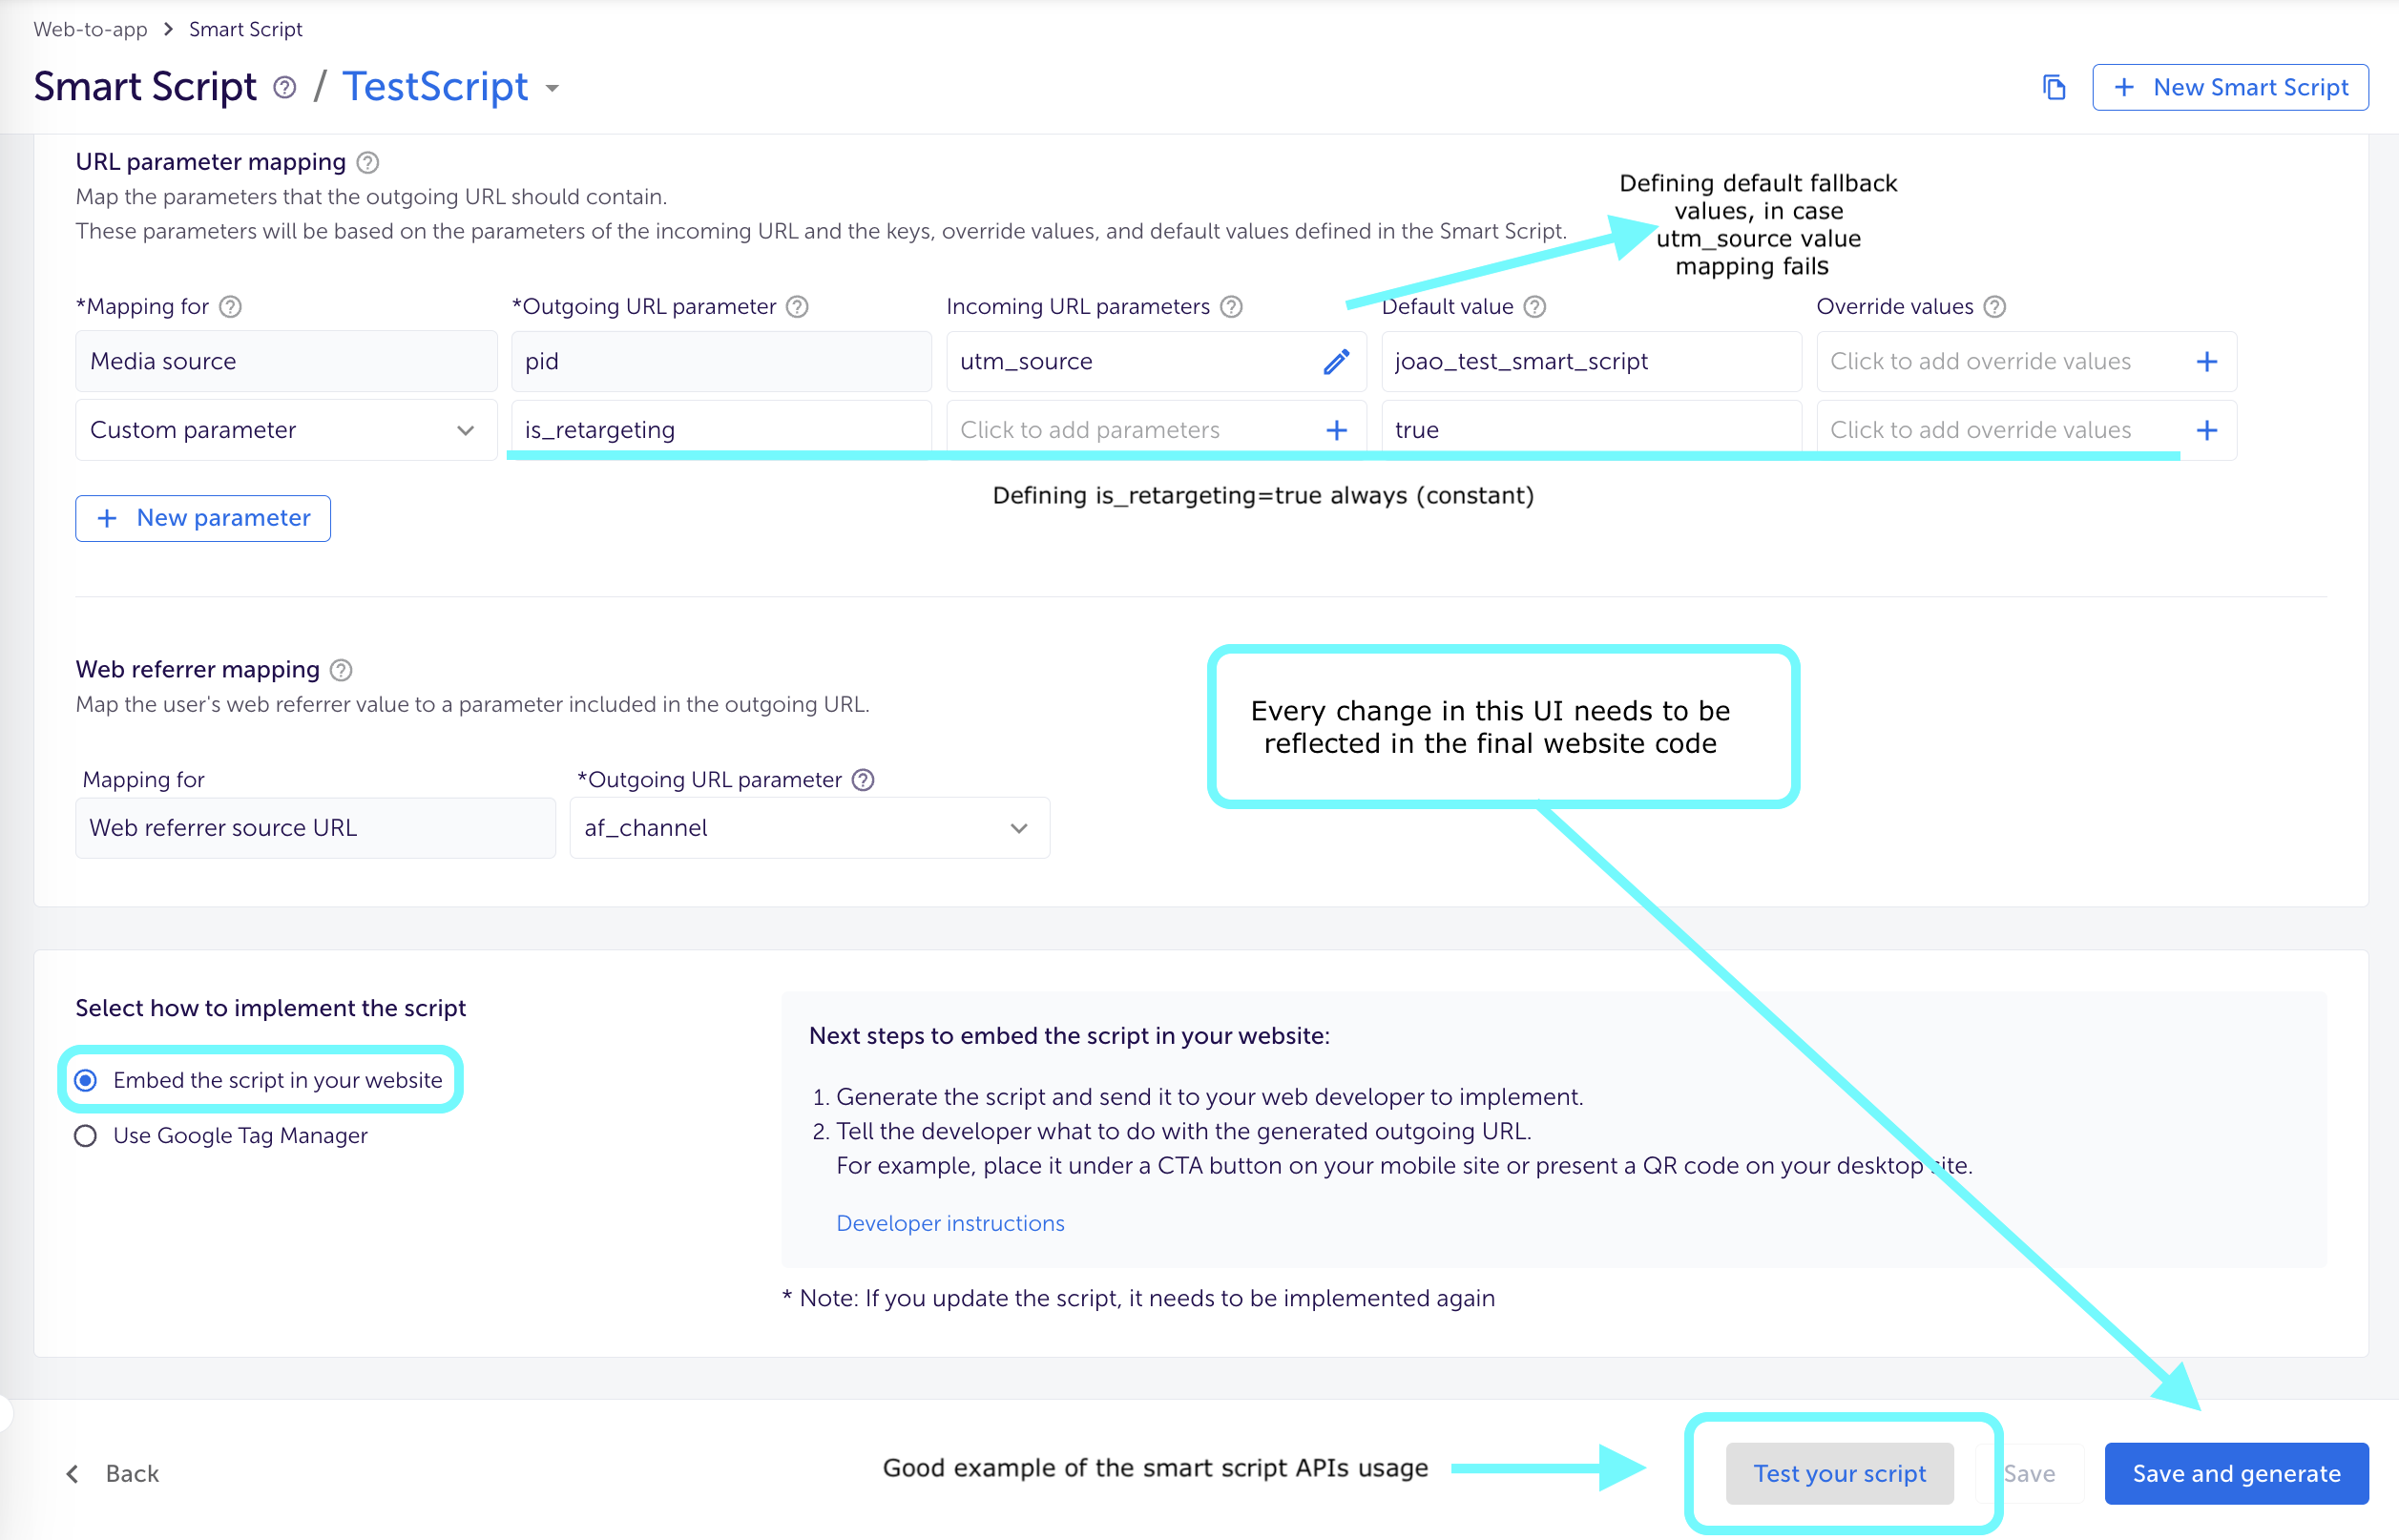 Web-to-app > Smart Script
Smart Script / TestScript
+ New Smart Script
URL parameter mapping
Map the parameters that the outgoing URL should contain.
These parameters will be based on the parameters of the incoming URL and the keys, override values, and default values defined in the Smart Script.
Defining default fallback
values, in case
utm_source value
mapping fails
*Mapping for
*Outgoing URL parameter
Incoming URL parameters
Default value
Override values
Media source
pid
utm_source
joao_test_smart_script
Click to add override values
Custom parameter
is_retargeting
Click to add parameters
true
Click to add override values
Defining is_retargeting=true always (constant)
+ New parameter
Web referrer mapping
Map the user's web referrer value to a parameter included in the outgoing URL.
Every change in this UI needs to be
reflected in the final website code
Mapping for
*Outgoing URL parameter
Web referrer source URL
af_channel
Select how to implement the script
Embed the script in your website
Use Google Tag Manager
Next steps to embed the script in your website:
1. Generate the script and send it to your web developer to implement.
2. Tell the developer what to do with the generated outgoing URL.
For example, place it under a CTA button on your mobile site or present a QR code on your desktop site.
Developer instructions
* Note: If you update the script, it needs to be implemented again
Back
Good example of the smart script APIs usage
Test your script
Save
Save and generate